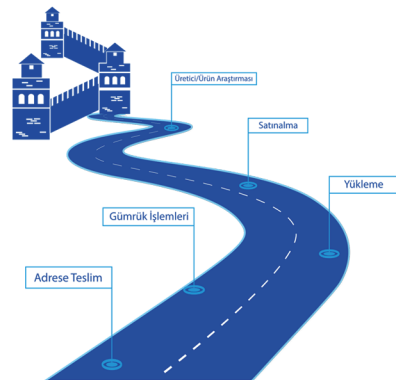 Üretici/Ürün Araştırması
Satınalma
Yükleme
Gümrük İşlemleri
Adrese Teslim